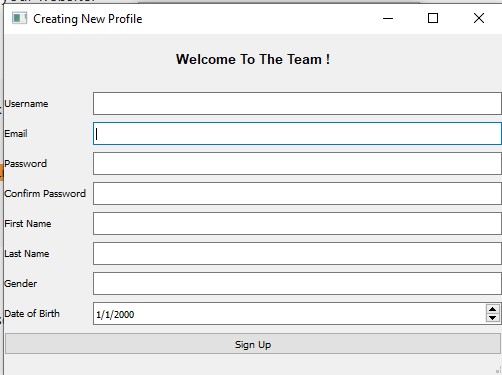 your website.
Creating New Profile
Welcome To The Team !
Username
Email
Password
Confirm Password
First Name
Last Name
Gender
Date of Birth 1/1/2000
Sign Up